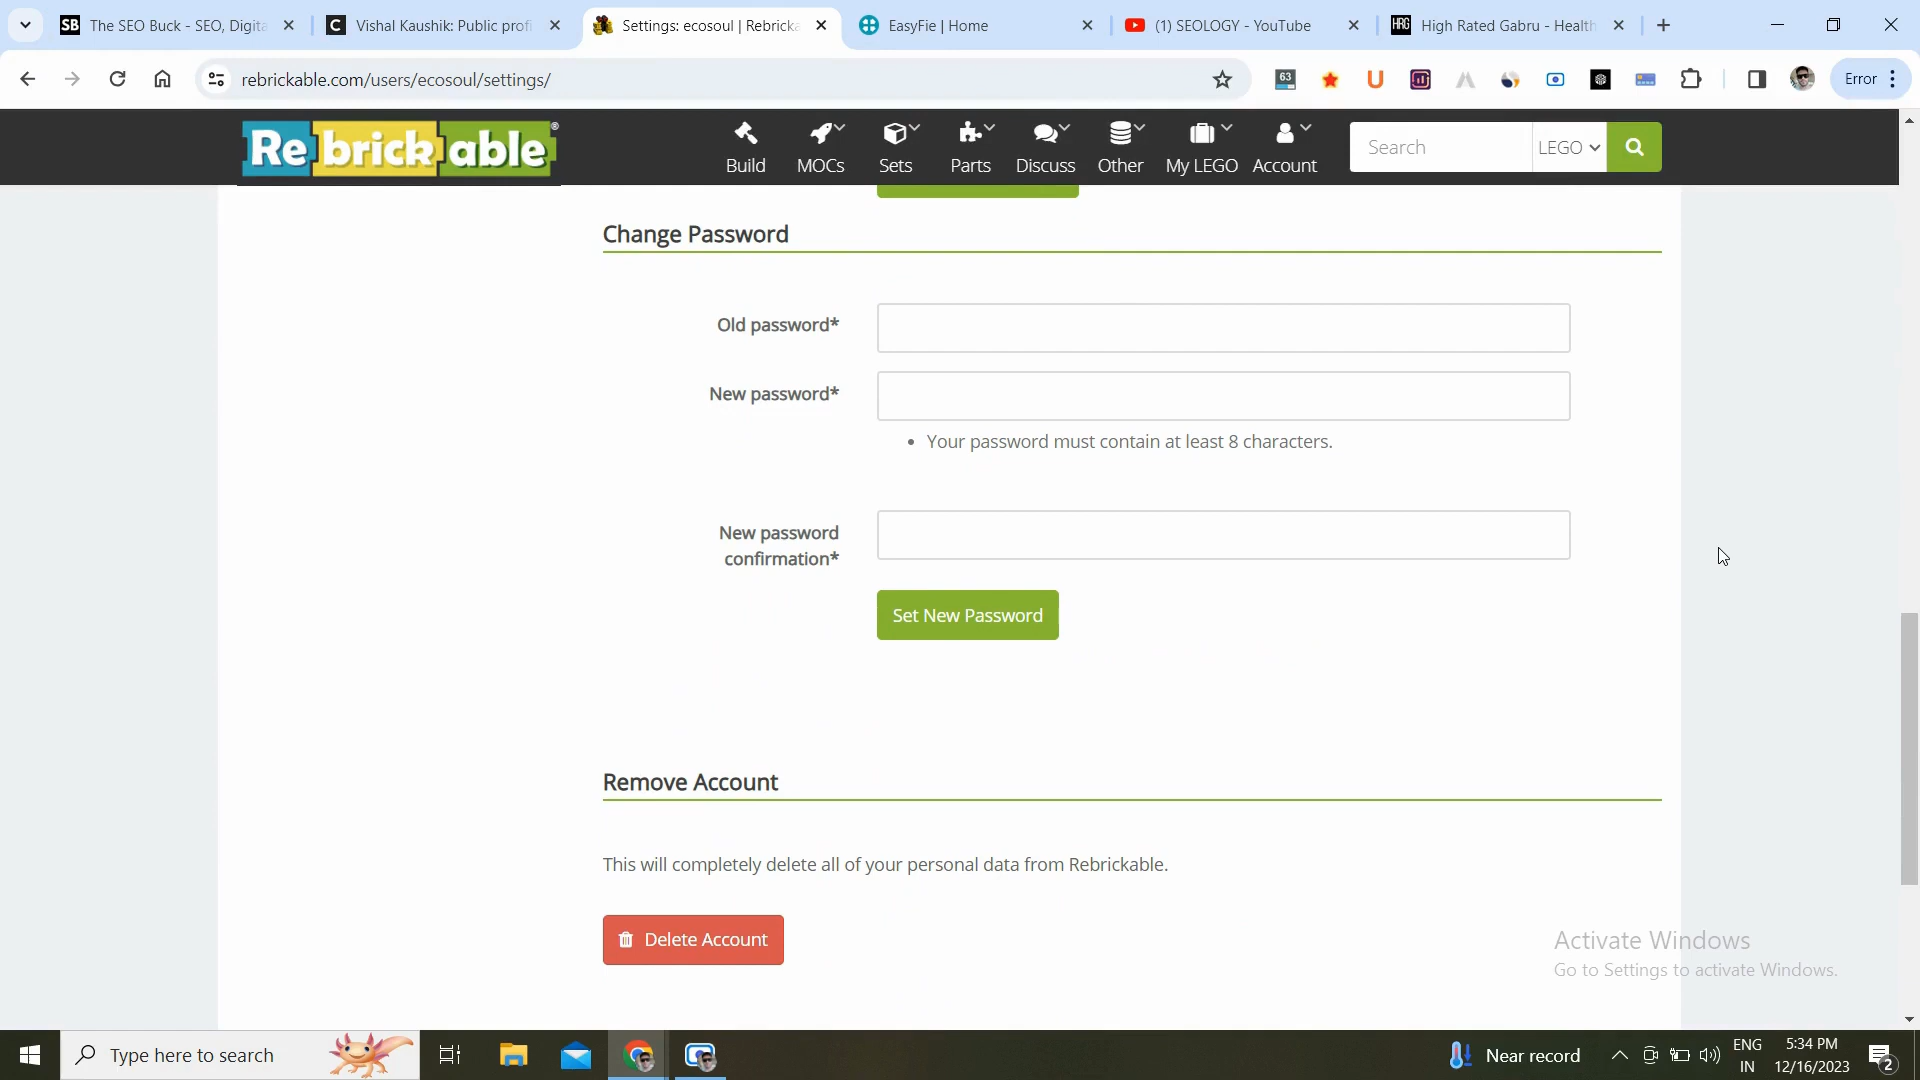 The SEO Buck - SEO, Digita
Vishal Kaushik: Public profi
Settings: ecosoul | Rebricka
EasyFie | Home
(1) SEOLOGY - YouTube
High Rated Gabru - Health
rebrickable.com/users/ecosoul/settings/
63
Error
Rebrickable®
Build
MOCs
Sets
Parts
Discuss
Other
My LEGO
Account
Search
LEGO
Change Password
Old password*
New password*
• Your password must contain at least 8 characters.
New password
confirmation*
Set New Password
Remove Account
This will completely delete all of your personal data from Rebrickable.
Delete Account
Activate Windows
Go to Settings to activate Windows.
Type here to search
Near record
ENG
IN
5:34 PM
12/16/2023
2